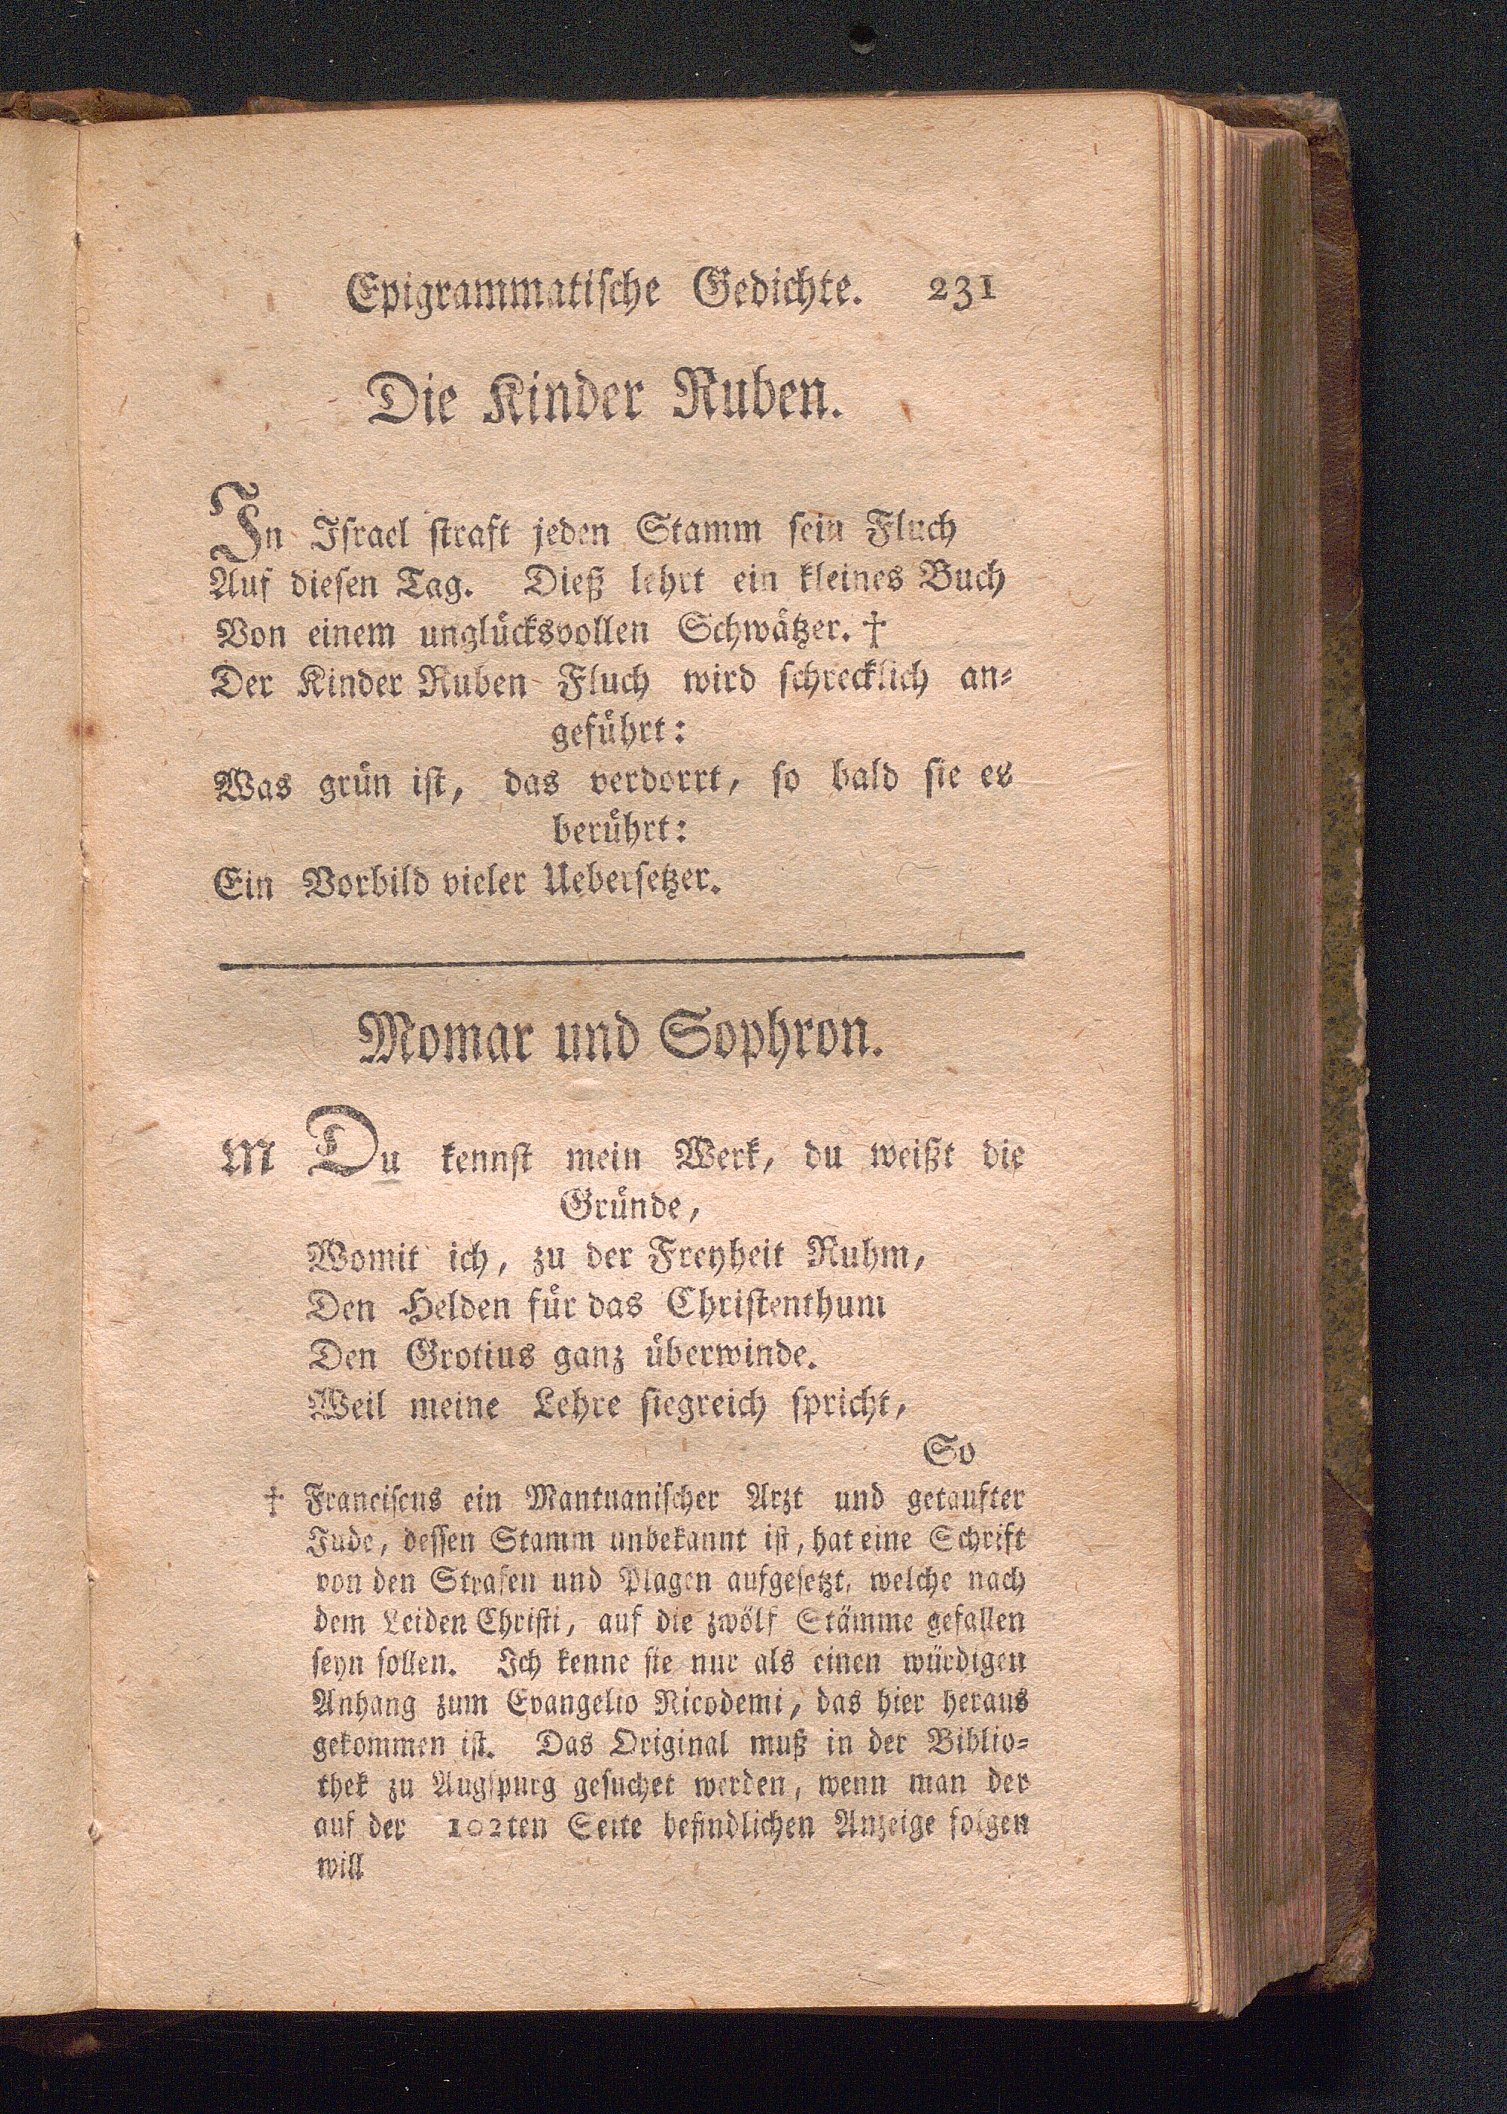 Epigrammatische Gedichte. 231
Die Kinder Ruben.
In Israel straft jeden Stamm sein Fluch
Auf diesen Tag. Dieß lehrt ein kleines Buch
Von einem unglücksvollen Schwätzer. †
Der Kinder Ruben Fluch wird schrecklich an-
geführt:
Was grün ist, das verdorrt, so bald sie es
berührt:
Ein Vorbild vieler Uebersetzer.
Momar und Sophron.
M Du kennst mein Werk, du weißt die
Gründe,
Womit ich, zu der Freyheit Ruhm,
Den Helden für das Christenthum
Den Grotius ganz überwinde.
Weil meine Lehre siegreich spricht,
So
† Franciscus ein Mantuanischer Arzt und getaufter
Jude, dessen Stamm unbekannt ist, hat eine Schrift
von den Strafen und Plagen aufgesetzt, welche nach
dem Leiden Christi, auf die zwölf Stämme gefallen
seyn sollen. Ich kenne sie nur als einen würdigen
Anhang zum Evangelio Nicodemi, das hier heraus
gekommen ist. Das Original muß in der Biblio-
thek zu Augspurg gesuchet werden, wenn man der
auf der 102ten Seite befindlichen Anzeige folgen
will